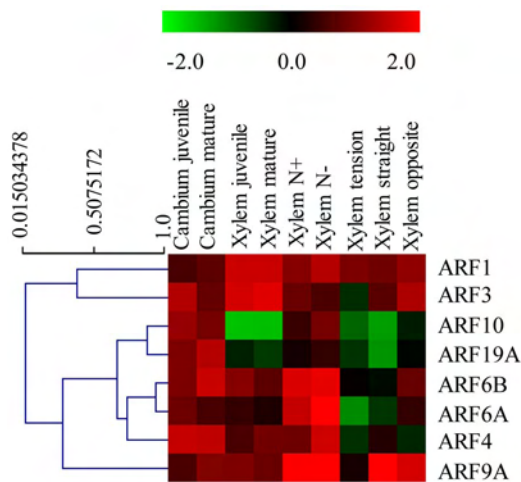 -2.0 0.0 2.0
0.015034378
0.5075172
1.0
Cambium juvenile
Cambium mature
Xylem juvenile
Xylem mature
Xylem N+
Xylem N-
Xylem tension
Xylem straight
Xylem opposite
ARF1
ARF3
ARF10
ARF19A
ARF6B
ARF6A
ARF4
ARF9A